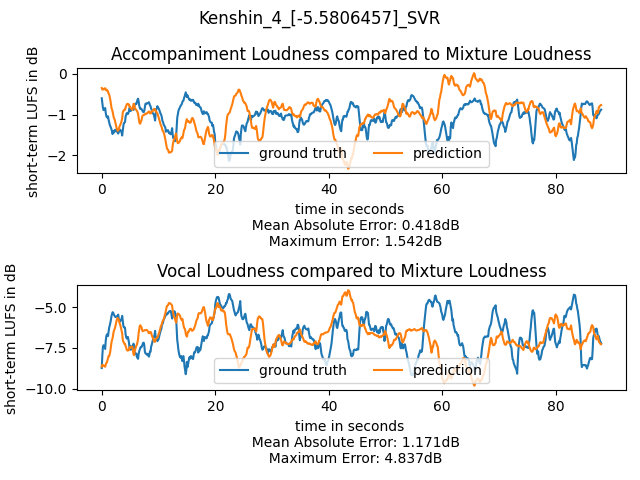 Kenshin_4_[-5.5806457]_SVR
Accompaniment Loudness compared to Mixture Loudness
short-term LUFS in dB
0
−1
−2
ground truth
prediction
0 20 40 60 80
time in seconds
Mean Absolute Error: 0.418dB
Maximum Error: 1.542dB
Vocal Loudness compared to Mixture Loudness
short-term LUFS in dB
−5.0
−7.5
−10.0
ground truth
prediction
0 20 40 60 80
time in seconds
Mean Absolute Error: 1.171dB
Maximum Error: 4.837dB